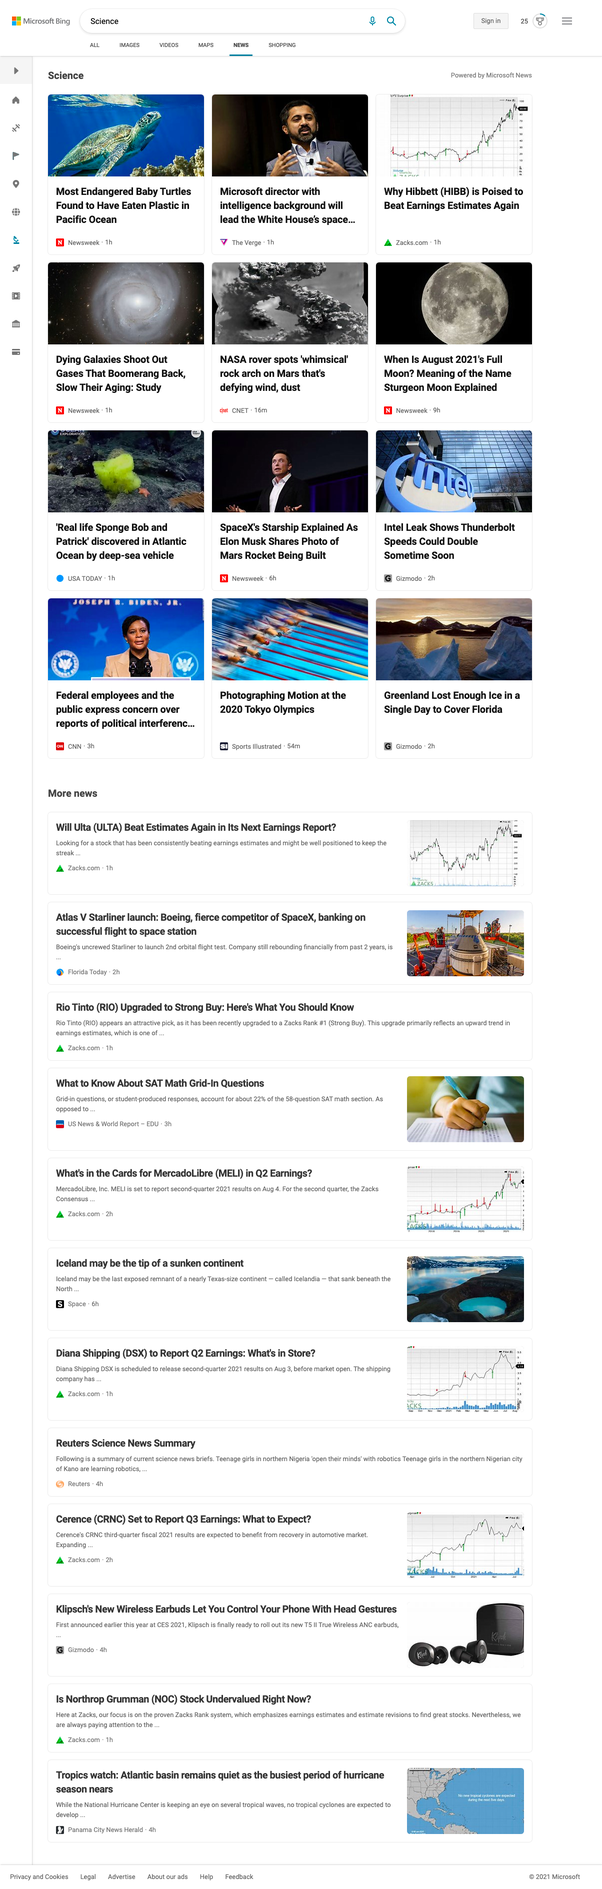 Microsoft Bing
Science
Sign in
25
ALL
IMAGES
VIDEOS
MAPS
NEWS
SHOPPING
Science
Powered by Microsoft News
Most Endangered Baby Turtles
Found to Have Eaten Plastic in
Pacific Ocean
Newsweek · 1h
Microsoft director with
intelligence background will
lead the White House's space...
The Verge · 1h
Why Hibbett (HIBB) is Poised to
Beat Earnings Estimates Again
Zacks.com · 1h
Dying Galaxies Shoot Out
Gases That Boomerang Back,
Slow Their Aging: Study
Newsweek · 1h
NASA rover spots 'whimsical'
rock arch on Mars that's
defying wind, dust
CNET · 16m
When Is August 2021's Full
Moon? Meaning of the Name
Sturgeon Moon Explained
Newsweek · 9h
'Real life Sponge Bob and
Patrick' discovered in Atlantic
Ocean by deep-sea vehicle
USA TODAY · 1h
SpaceX's Starship Explained As
Elon Musk Shares Photo of
Mars Rocket Being Built
Newsweek · 6h
intel
Intel Leak Shows Thunderbolt
Speeds Could Double
Sometime Soon
Gizmodo · 2h
JOSEPH R. BIDEN, JR.
Federal employees and the
public express concern over
reports of political interferenc...
CNN · 3h
Photographing Motion at the
2020 Tokyo Olympics
Sports Illustrated · 54m
Greenland Lost Enough Ice in a
Single Day to Cover Florida
Gizmodo · 2h
More news
Will Ulta (ULTA) Beat Estimates Again in Its Next Earnings Report?
Looking for a stock that has been consistently beating earnings estimates and might be well positioned to keep the
streak ...
Zacks.com · 1h
ZACKS
Atlas V Starliner launch: Boeing, fierce competitor of SpaceX, banking on
successful flight to space station
Boeing's uncrewed Starliner to launch 2nd orbital flight test. Company still rebounding financially from past 2 years, is
...
Florida Today · 2h
Rio Tinto (RIO) Upgraded to Strong Buy: Here's What You Should Know
Rio Tinto (RIO) appears an attractive pick, as it has been recently upgraded to a Zacks Rank #1 (Strong Buy). This upgrade primarily reflects an upward trend in
earnings estimates, which is one of ...
Zacks.com · 1h
What to Know About SAT Math Grid-In Questions
Grid-in questions, or student-produced responses, account for about 22% of the 58-question SAT math section. As
opposed to ...
US News & World Report – EDU · 3h
What's in the Cards for MercadoLibre (MELI) in Q2 Earnings?
MercadoLibre, Inc. MELI is set to report second-quarter 2021 results on Aug 4. For the second quarter, the Zacks
Consensus ...
Zacks.com · 2h
Iceland may be the tip of a sunken continent
Iceland may be the last exposed remnant of a nearly Texas-size continent — called Icelandia — that sank beneath the
North ...
Space · 6h
Diana Shipping (DSX) to Report Q2 Earnings: What's in Store?
Diana Shipping DSX is scheduled to release second-quarter 2021 results on Aug 3, before market open. The shipping
company has ...
Zacks.com · 1h
Reuters Science News Summary
Following is a summary of current science news briefs. Teenage girls in northern Nigeria 'open their minds' with robotics Teenage girls in the northern Nigerian city
of Kano are learning robotics, ...
Reuters · 4h
Cerence (CRNC) Set to Report Q3 Earnings: What to Expect?
Cerence's CRNC third-quarter fiscal 2021 results are expected to benefit from recovery in automotive market.
Expanding ...
Zacks.com · 2h
Klipsch's New Wireless Earbuds Let You Control Your Phone With Head Gestures
First announced earlier this year at CES 2021, Klipsch is finally ready to roll out its new T5 II True Wireless ANC earbuds,
...
Gizmodo · 4h
Is Northrop Grumman (NOC) Stock Undervalued Right Now?
Here at Zacks, our focus is on the proven Zacks Rank system, which emphasizes earnings estimates and estimate revisions to find great stocks. Nevertheless, we
are always paying attention to the ...
Zacks.com · 1h
Tropics watch: Atlantic basin remains quiet as the busiest period of hurricane
season nears
While the National Hurricane Center is keeping an eye on several tropical waves, no tropical cyclones are expected to
develop ...
Panama City News Herald · 4h
No new tropical cyclones are expected
during the next five days.
Privacy and Cookies
Legal
Advertise
About our ads
Help
Feedback
© 2021 Microsoft